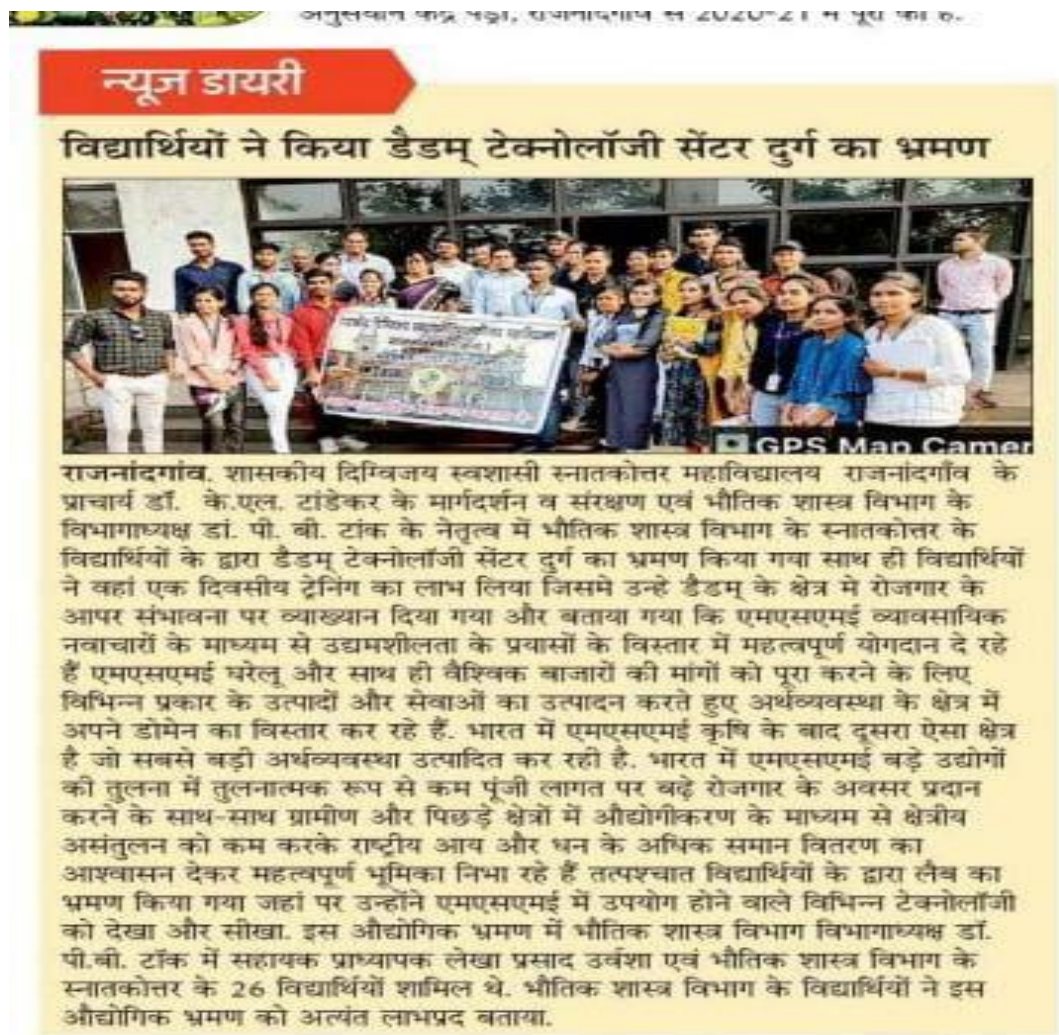 न्यूज डायरी
विद्यार्थियों ने किया डैडम् टेक्नोलॉजी सेंटर दुर्ग का भ्रमण
GPS Map Camer
राजनांदगांव. शासकीय दिग्विजय स्वशासी स्नातकोत्तर महाविद्यालय राजनांदगाँव के
प्राचार्य डॉ. के.एल. टांडेकर के मार्गदर्शन व संरक्षण एवं भौतिक शास्त्र विभाग के
विभागाध्यक्ष डां. पी. बी. टांक के नेतृत्व में भौतिक शास्त्र विभाग के स्नातकोत्तर के
विद्यार्थियों के द्वारा डैडम् टेक्नोलॉजी सेंटर दुर्ग का भ्रमण किया गया साथ ही विद्यार्थियों
ने वहां एक दिवसीय ट्रेनिंग का लाभ लिया जिसमे उन्हे डैडम् के क्षेत्र मे रोजगार के
आपर संभावना पर व्याख्यान दिया गया और बताया गया कि एमएसएमई व्यावसायिक
नवाचारों के माध्यम से उद्यमशीलता के प्रयासों के विस्तार में महत्वपूर्ण योगदान दे रहे
हैं एमएसएमई घरेलू और साथ ही वैश्विक बाजारों की मांगों को पूरा करने के लिए
विभिन्न प्रकार के उत्पादों और सेवाओं का उत्पादन करते हुए अर्थव्यवस्था के क्षेत्र में
अपने डोमेन का विस्तार कर रहे हैं. भारत में एमएसएमई कृषि के बाद दुसरा ऐसा क्षेत्र
है जो सबसे बड़ी अर्थव्यवस्था उत्पादित कर रही है. भारत में एमएसएमई बड़े उद्योगों
की तुलना में तुलनात्मक रूप से कम पूंजी लागत पर बढ़े रोजगार के अवसर प्रदान
करने के साथ-साथ ग्रामीण और पिछड़े क्षेत्रों में औद्योगीकरण के माध्यम से क्षेत्रीय
असंतुलन को कम करके राष्ट्रीय आय और धन के अधिक समान वितरण का
आश्वासन देकर महत्वपूर्ण भूमिका निभा रहे हैं तत्पश्चात विद्यार्थियों के द्वारा लैब का
भ्रमण किया गया जहां पर उन्होंने एमएसएमई में उपयोग होने वाले विभिन्न टेक्नोलॉजी
को देखा और सीखा. इस औद्योगिक भ्रमण में भौतिक शास्त्र विभाग विभागाध्यक्ष डॉ.
पी.बी. टॉक में सहायक प्राध्यापक लेखा प्रसाद उर्वशा एवं भौतिक शास्त्र विभाग के
स्नातकोत्तर के 26 विद्यार्थियों शामिल थे. भौतिक शास्त्र विभाग के विद्यार्थियों ने इस
औद्योगिक भ्रमण को अत्यंत लाभप्रद बताया.